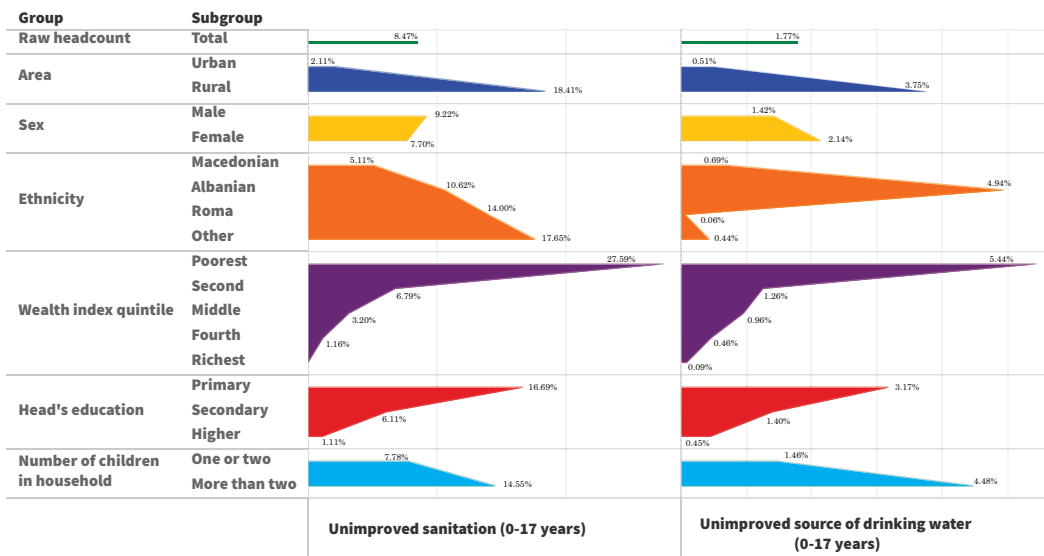 Group Subgroup
Raw headcount Total 8.47% 1.77%
Area Urban 2.11% 0.51%
Rural 18.41% 3.75%
Sex Male 9.22% 1.42%
Female 7.70% 2.14%
Ethnicity Macedonian 5.11% 0.69%
Albanian 10.62% 4.94%
Roma 14.00% 0.06%
Other 17.65% 0.44%
Wealth index quintile Poorest 27.59% 5.44%
Second 6.79% 1.26%
Middle 3.20% 0.96%
Fourth 1.16% 0.46%
Richest 0.09%
Head's education Primary 16.69% 3.17%
Secondary 6.11% 1.40%
Higher 1.11% 0.45%
Number of children in household One or two 7.78% 1.46%
More than two 14.55% 4.48%
Unimproved sanitation (0-17 years)
Unimproved source of drinking water
(0-17 years)